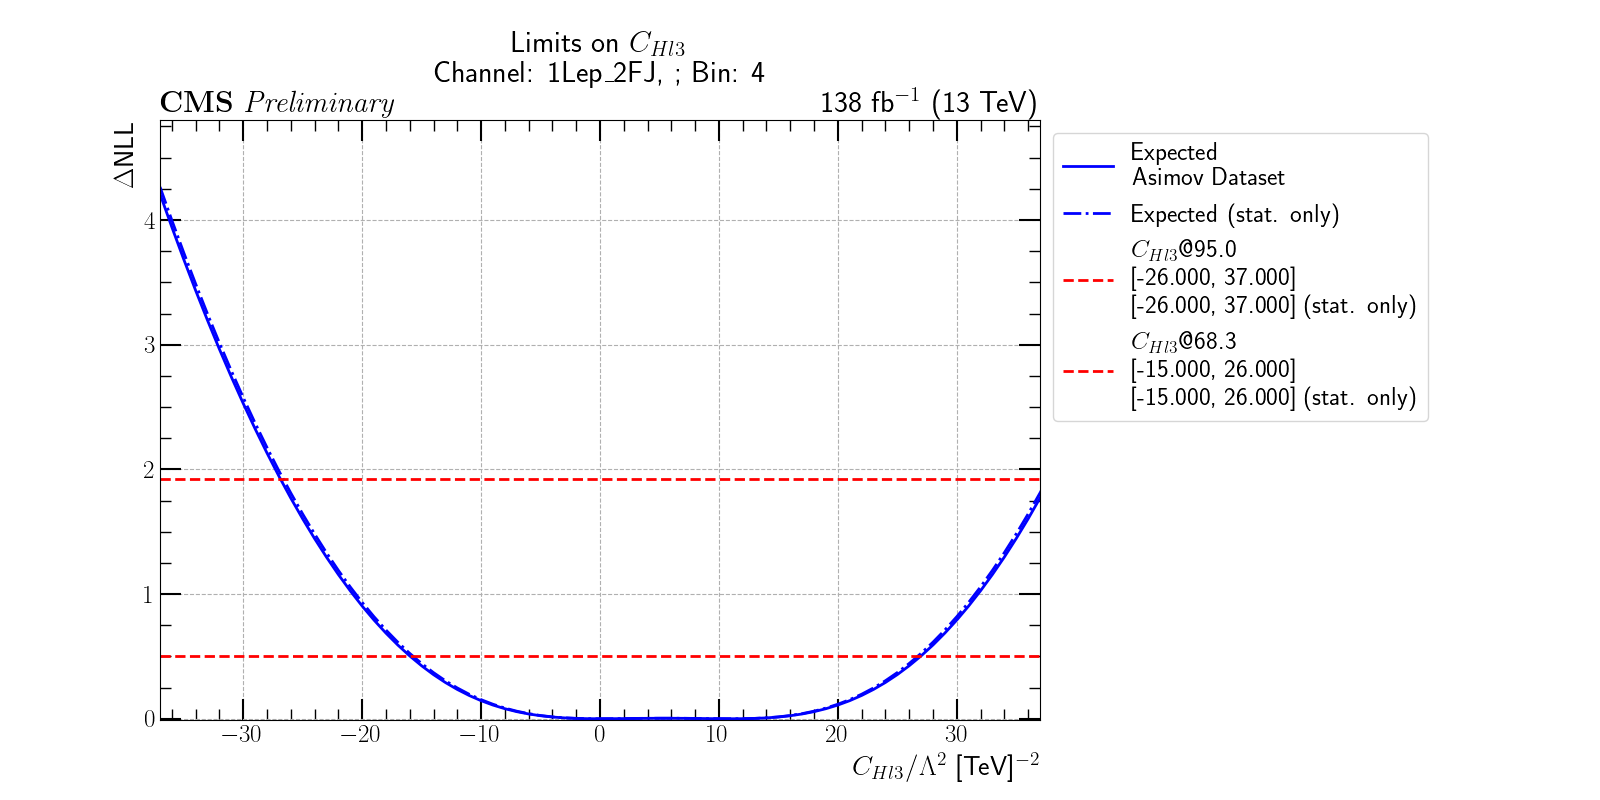 Limits on C_{Hl3}
Channel: 1Lep_2FJ, ; Bin: 4
CMS Preliminary
138 fb^{-1} (13 TeV)
ΔNLL
4
3
2
1
0
−30
−20
−10
0
10
20
30
C_{Hl3}/Λ^2 [TeV]^{-2}
Expected
Asimov Dataset
Expected (stat. only)
C_{Hl3}@95.0
[-26.000, 37.000]
[-26.000, 37.000] (stat. only)
C_{Hl3}@68.3
[-15.000, 26.000]
[-15.000, 26.000] (stat. only)